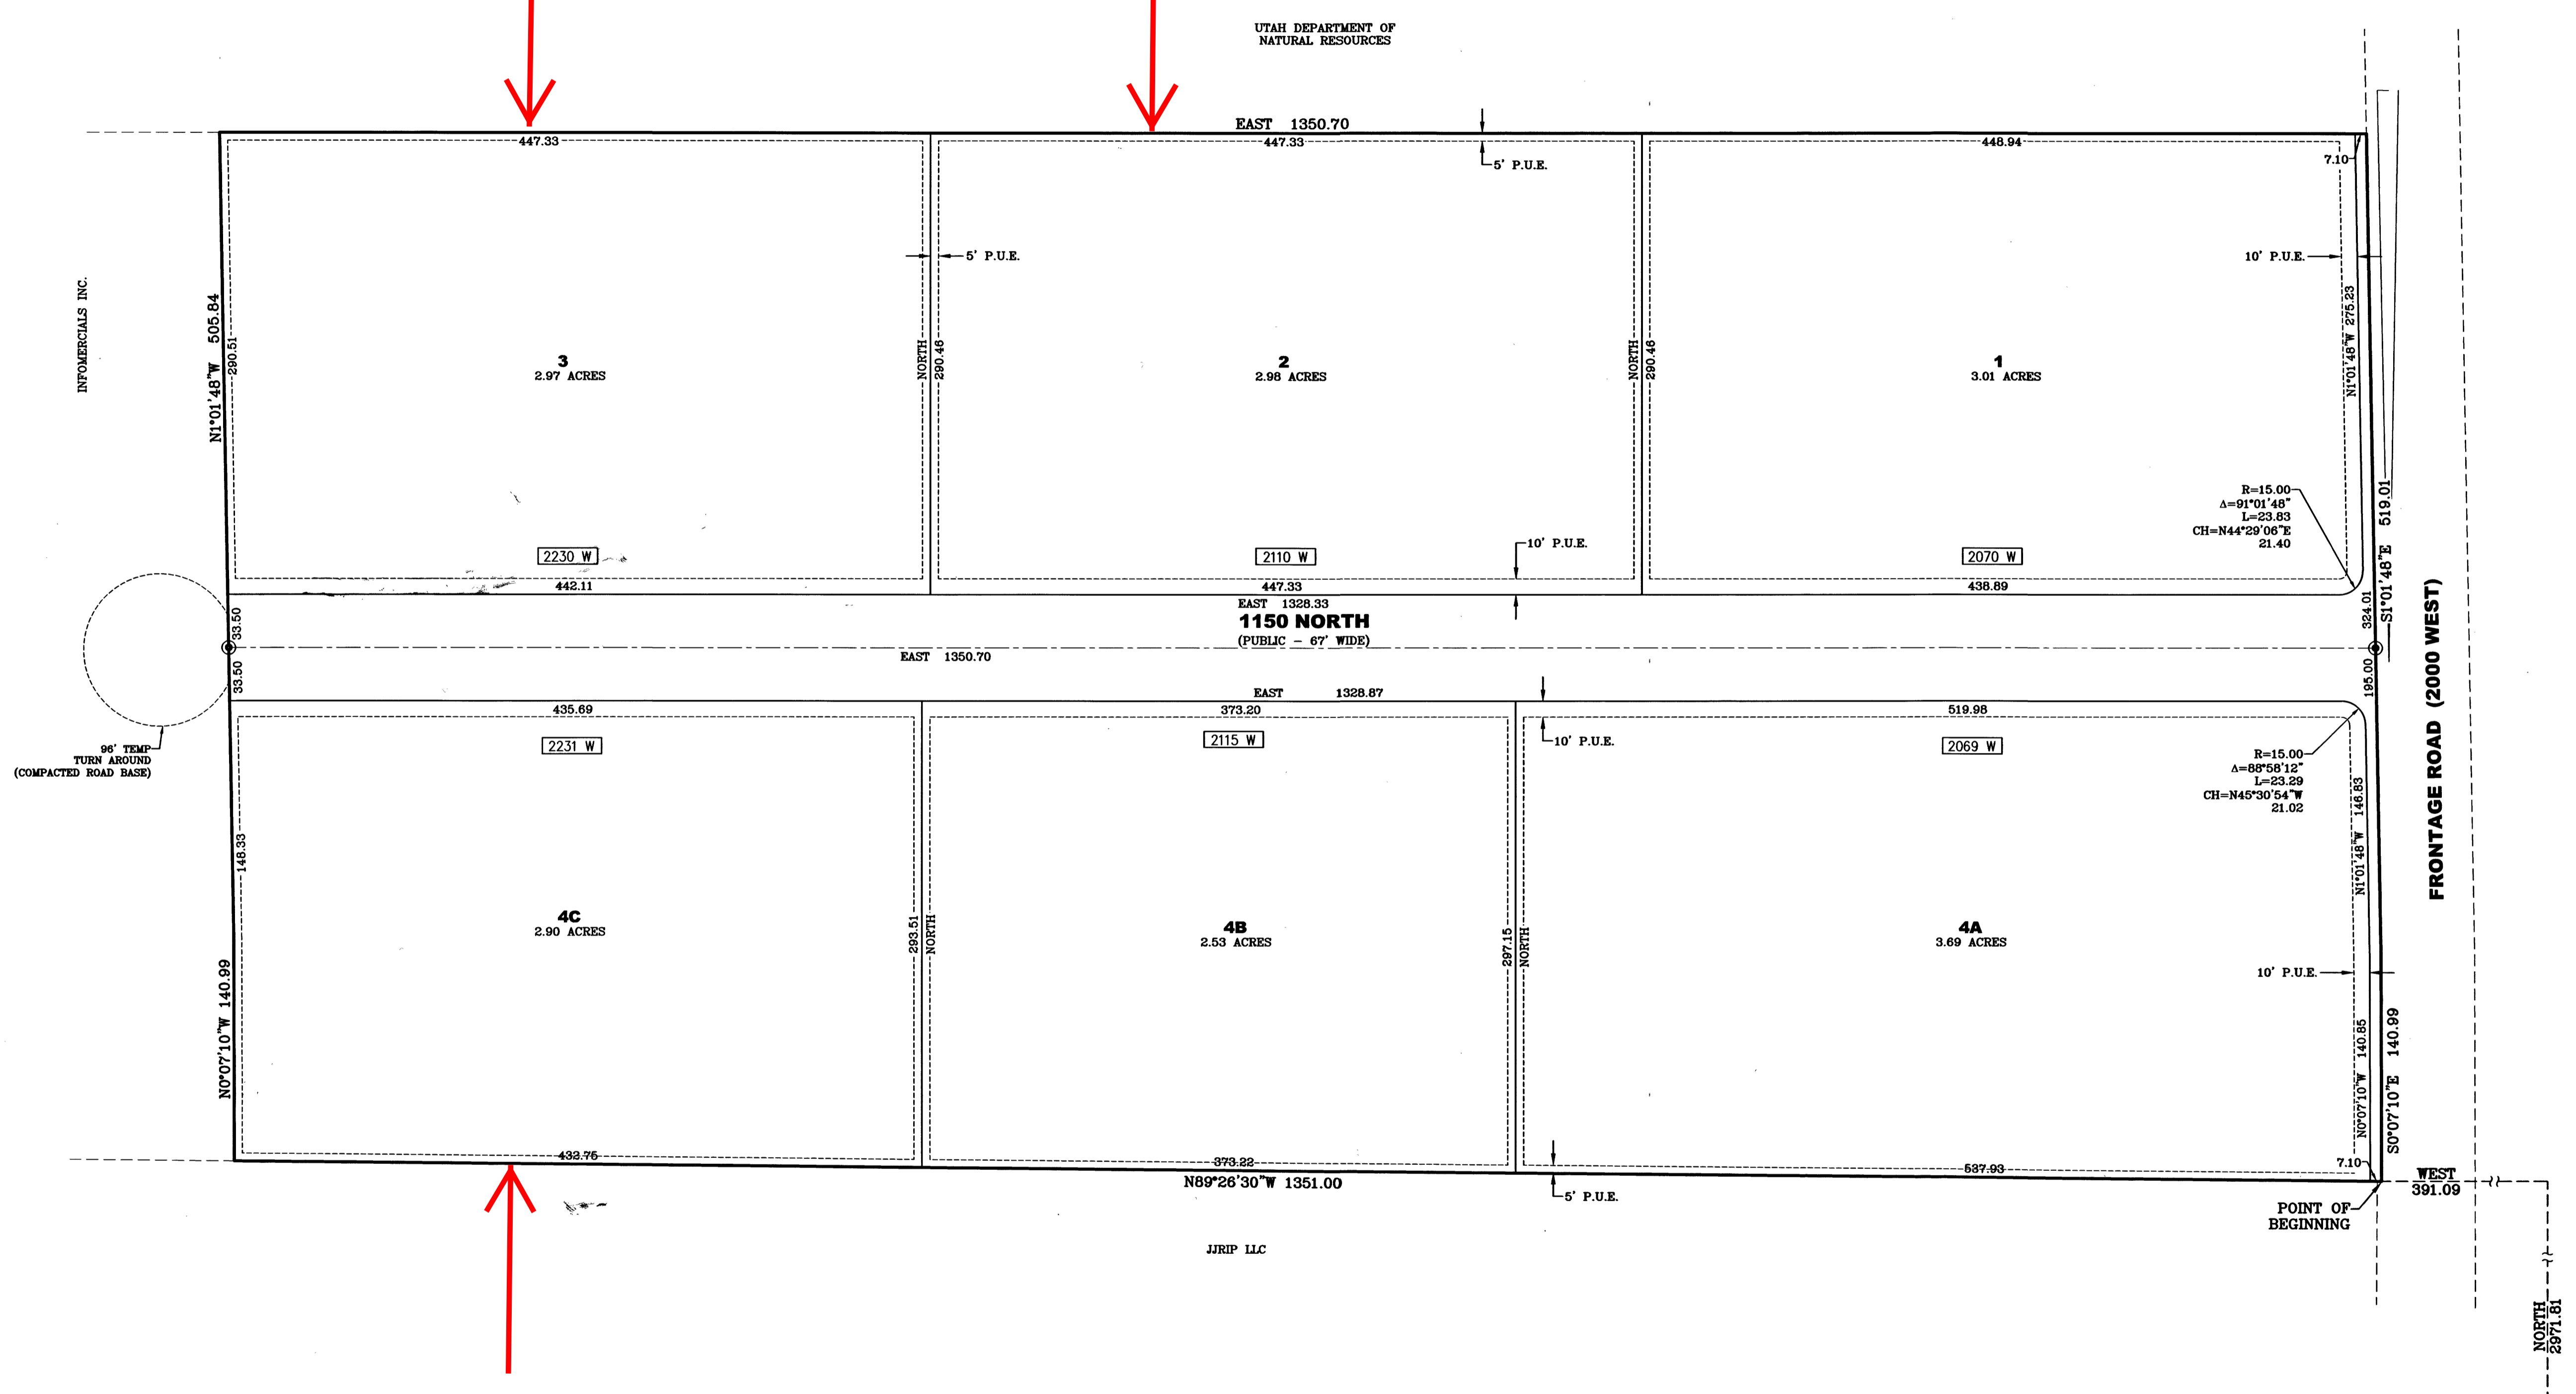 UTAH DEPARTMENT OF
NATURAL RESOURCES
EAST 1350.70
447.33
447.33
448.94
7.10
5' P.U.E.
5' P.U.E.
10' P.U.E.
INFOMERCIALS INC.
N1°01'48"W 505.84
290.51
NORTH
290.46
NORTH
290.46
N1°01'48"W 275.23
3
2.97 ACRES
2
2.98 ACRES
1
3.01 ACRES
R=15.00
Δ=91°01'48"
L=23.83
CH=N44°29'06"E
21.40
S1°01'48"E 519.01
2230 W
2110 W
2070 W
10' P.U.E.
442.11
447.33
438.89
EAST 1328.33
1150 NORTH
(PUBLIC – 67' WIDE)
33.50
33.50
324.01
195.00
EAST 1350.70
FRONTAGE ROAD (2000 WEST)
EAST 1328.87
435.69
373.20
519.98
96' TEMP
TURN AROUND
(COMPACTED ROAD BASE)
2231 W
2115 W
2069 W
10' P.U.E.
R=15.00
Δ=88°58'12"
L=23.29
CH=N45°30'54"W
21.02
148.33
N1°01'48"W 146.83
4C
2.90 ACRES
293.51
NORTH
4B
2.53 ACRES
297.15
NORTH
4A
3.69 ACRES
10' P.U.E.
N0°07'10"W 140.99
N0°07'10"W 140.85
S0°07'10"E 140.99
432.75
373.22
537.93
7.10
N89°26'30"W 1351.00
5' P.U.E.
WEST
391.09
POINT OF
BEGINNING
JJRIP LLC
NORTH
2971.81